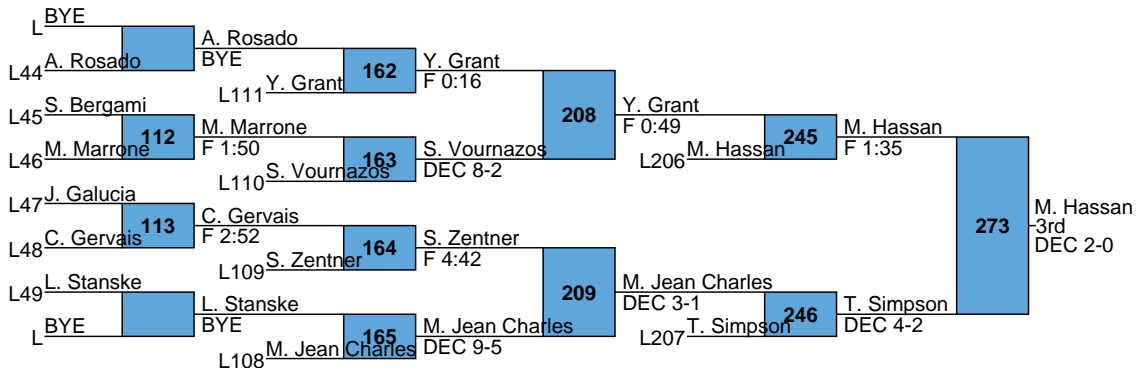 BYE
L
A. Rosado
BYE
A. Rosado
L44
162
Y. Grant
F 0:16
Y. Grant
L111
S. Bergami
L45
208
Y. Grant
F 0:49
112
M. Marrone
F 1:50
245
M. Hassan
F 1:35
M. Marrone
L46
163
S. Vournazos
DEC 8-2
M. Hassan
L206
S. Vournazos
L110
J. Galucia
L47
113
C. Gervais
F 2:52
273
M. Hassan
3rd
DEC 2-0
C. Gervais
L48
164
S. Zentner
F 4:42
S. Zentner
L109
L. Stanske
L49
209
M. Jean Charles
DEC 3-1
L. Stanske
BYE
246
T. Simpson
DEC 4-2
BYE
L
165
M. Jean Charles
DEC 9-5
T. Simpson
L207
M. Jean Charles
L108